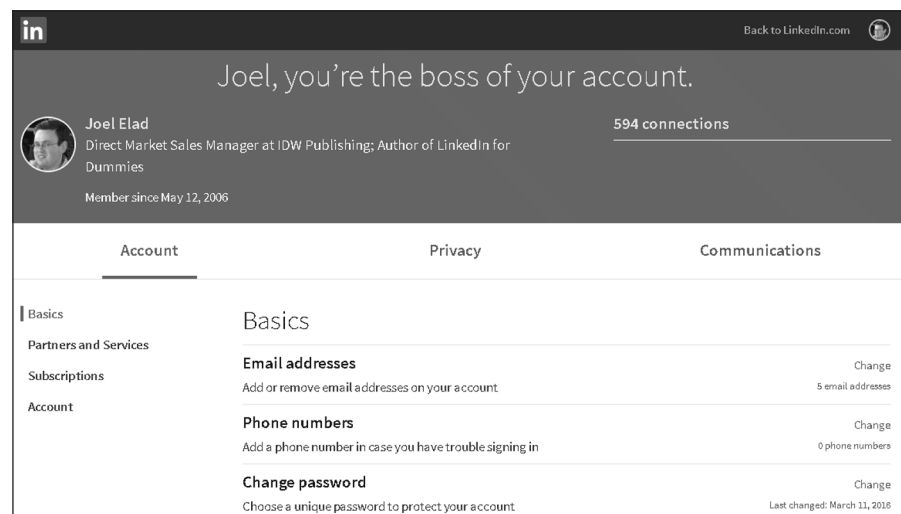 in
Back to LinkedIn.com
Joel, you’re the boss of your account.
Joel Elad
594 connections
Direct Market Sales Manager at IDW Publishing; Author of LinkedIn for
Dummies
Member since May 12, 2006
Account
Privacy
Communications
Basics
Partners and Services
Subscriptions
Account
Basics
Email addresses
Change
Add or remove email addresses on your account
5 email addresses
Phone numbers
Change
Add a phone number in case you have trouble signing in
0 phone numbers
Change password
Change
Choose a unique password to protect your account
Last changed: March 11, 2016